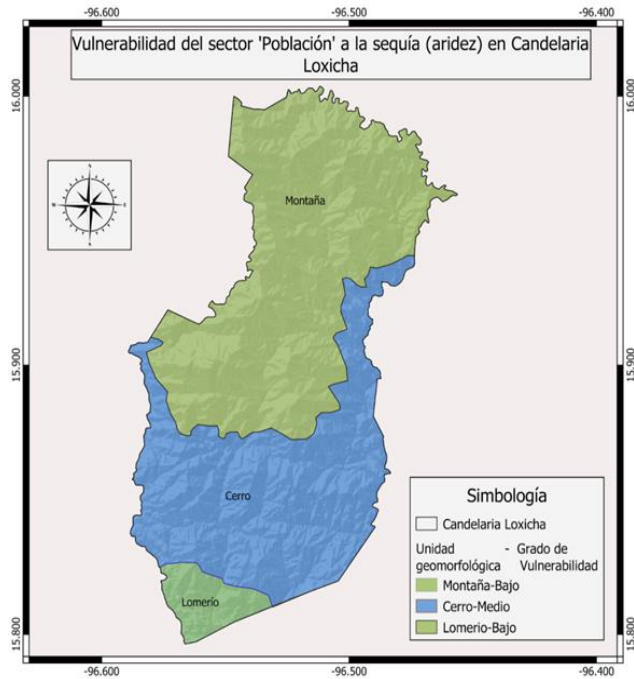 -96.600
-96.500
-96.400
Vulnerabilidad del sector 'Población' a la sequía (aridez) en Candelaria
Loxicha
16.000
16.000
N
W
E
S
Montaña
15.900
15.900
Cerro
Simbología
Candelaria Loxicha
Unidad - Grado de
geomorfológica Vulnerabilidad
Montaña-Bajo
Cerro-Medio
Lomerio-Bajo
Lomerío
15.800
15.800
-96.600
-96.500
-96.400